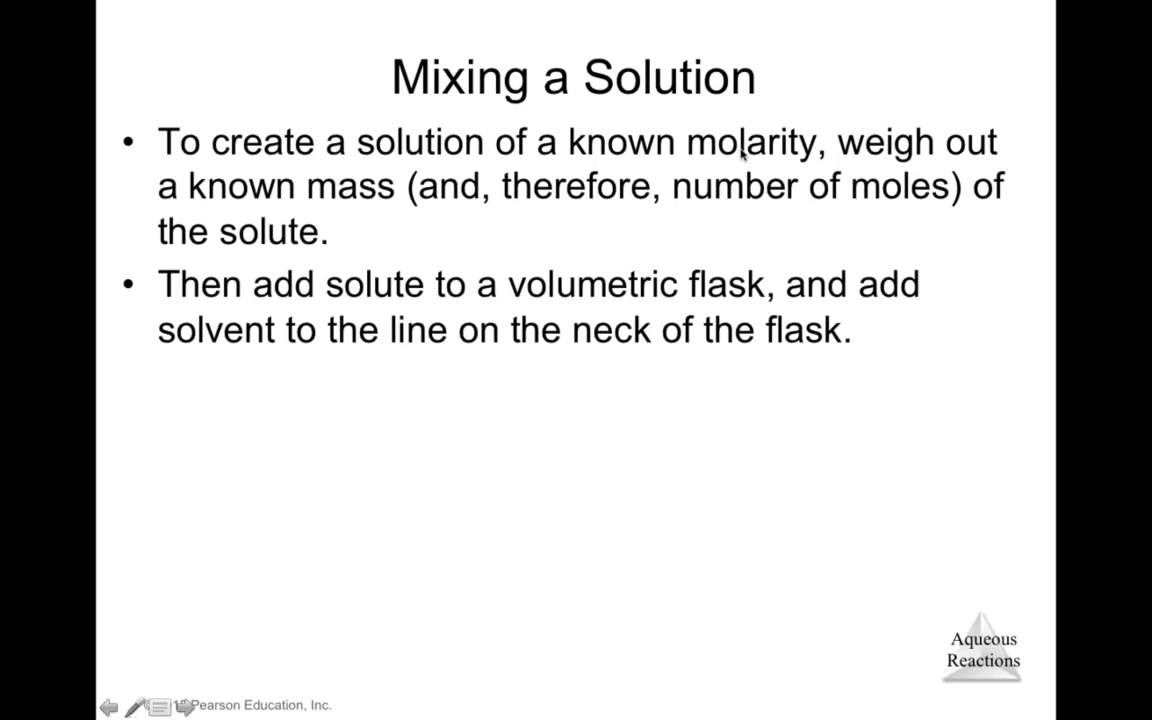 Mixing a Solution
• To create a solution of a known molarity, weigh out
a known mass (and, therefore, number of moles) of
the solute.
• Then add solute to a volumetric flask, and add
solvent to the line on the neck of the flask.
Aqueous
Reactions
Pearson Education, Inc.